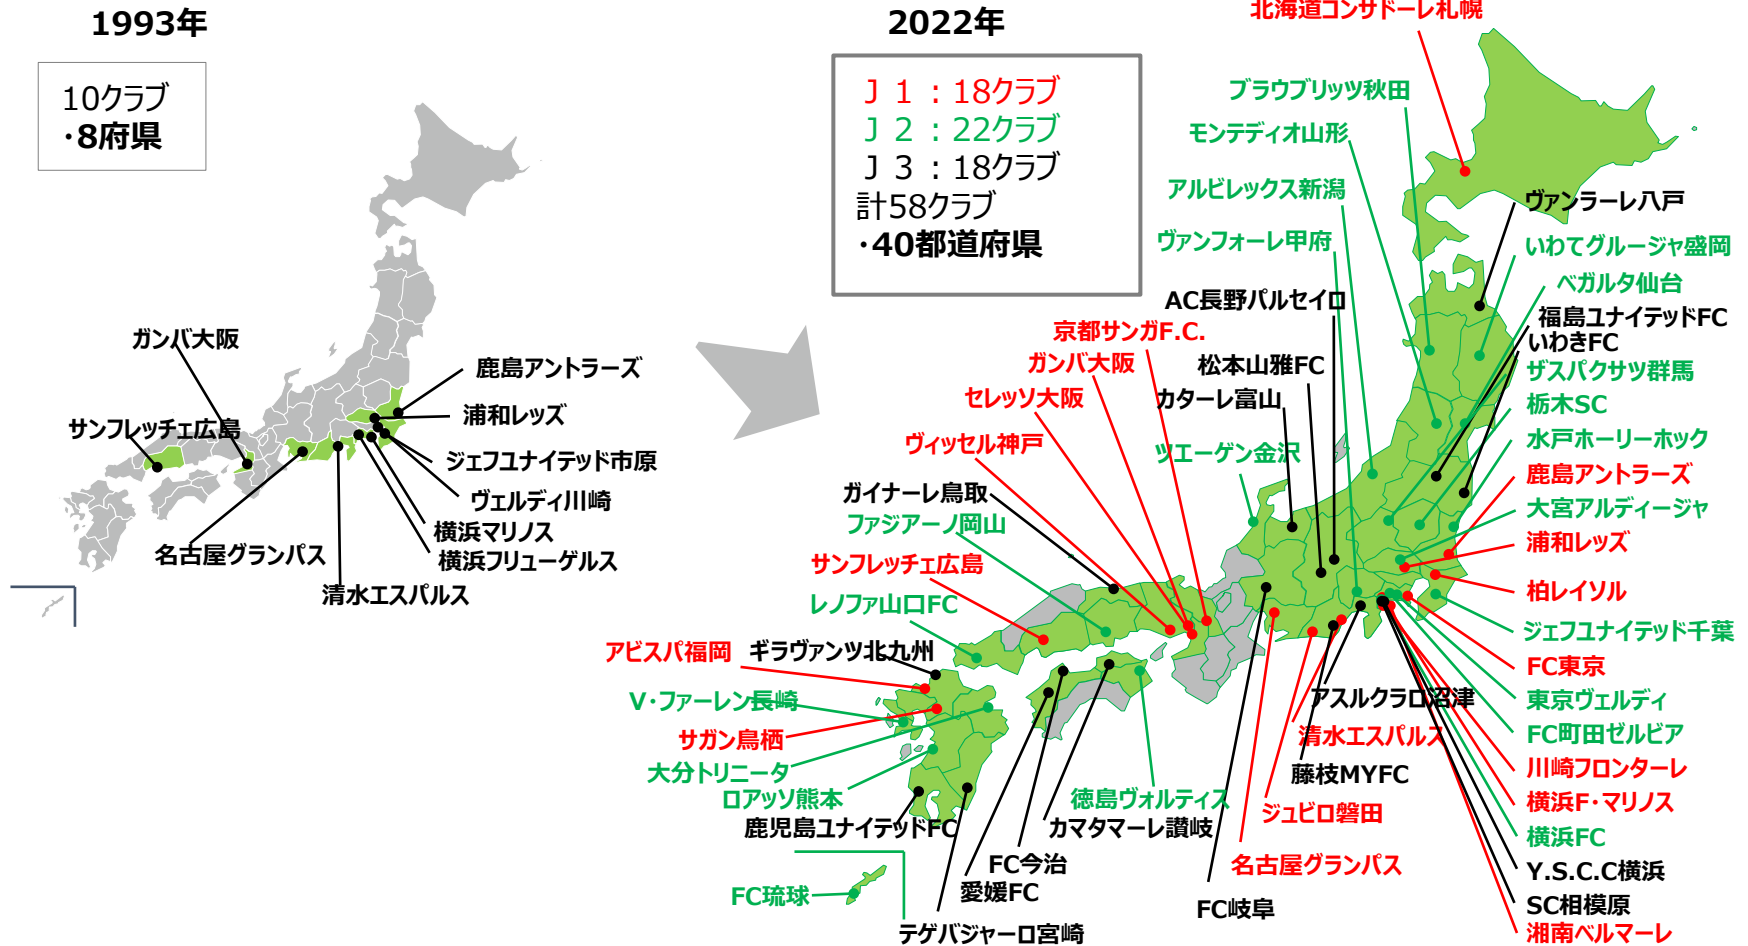 1993年
10クラブ
・8府県
ガンバ大阪
サンフレッチェ広島
鹿島アントラーズ
浦和レッズ
ジェフユナイテッド市原
ヴェルディ川崎
横浜マリノス
横浜フリューゲルス
名古屋グランパス
清水エスパルス
2022年
J１：18クラブ
J２：22クラブ
J３：18クラブ
計58クラブ
・40都道府県
北海道コンサドーレ札幌
ブラウブリッツ秋田
モンテディオ山形
アルビレックス新潟
ヴァンフォーレ甲府
AC長野パルセイロ
京都サンガF.C.
ガンバ大阪
松本山雅FC
セレッソ大阪
カターレ富山
ヴィッセル神戸
ツエーゲン金沢
ガイナーレ鳥取
ファジアーノ岡山
サンフレッチェ広島
レノファ山口FC
アビスパ福岡
ギラヴァンツ北九州
V・ファーレン長崎
サガン鳥栖
大分トリニータ
ロアッソ熊本
鹿児島ユナイテッドFC
FC琉球
テゲバジャーロ宮崎
愛媛FC
FC今治
カマタマーレ讃岐
徳島ヴォルティス
FC岐阜
名古屋グランパス
ジュビロ磐田
藤枝MYFC
清水エスパルス
アスルクラロ沼津
ヴァンラーレ八戸
いわてグルージャ盛岡
ベガルタ仙台
福島ユナイテッドFC
いわきFC
ザスパクサツ群馬
栃木SC
水戸ホーリーホック
鹿島アントラーズ
大宮アルディージャ
浦和レッズ
柏レイソル
ジェフユナイテッド千葉
FC東京
東京ヴェルディ
FC町田ゼルビア
川崎フロンターレ
横浜F・マリノス
横浜FC
Y.S.C.C横浜
SC相模原
湘南ベルマーレ